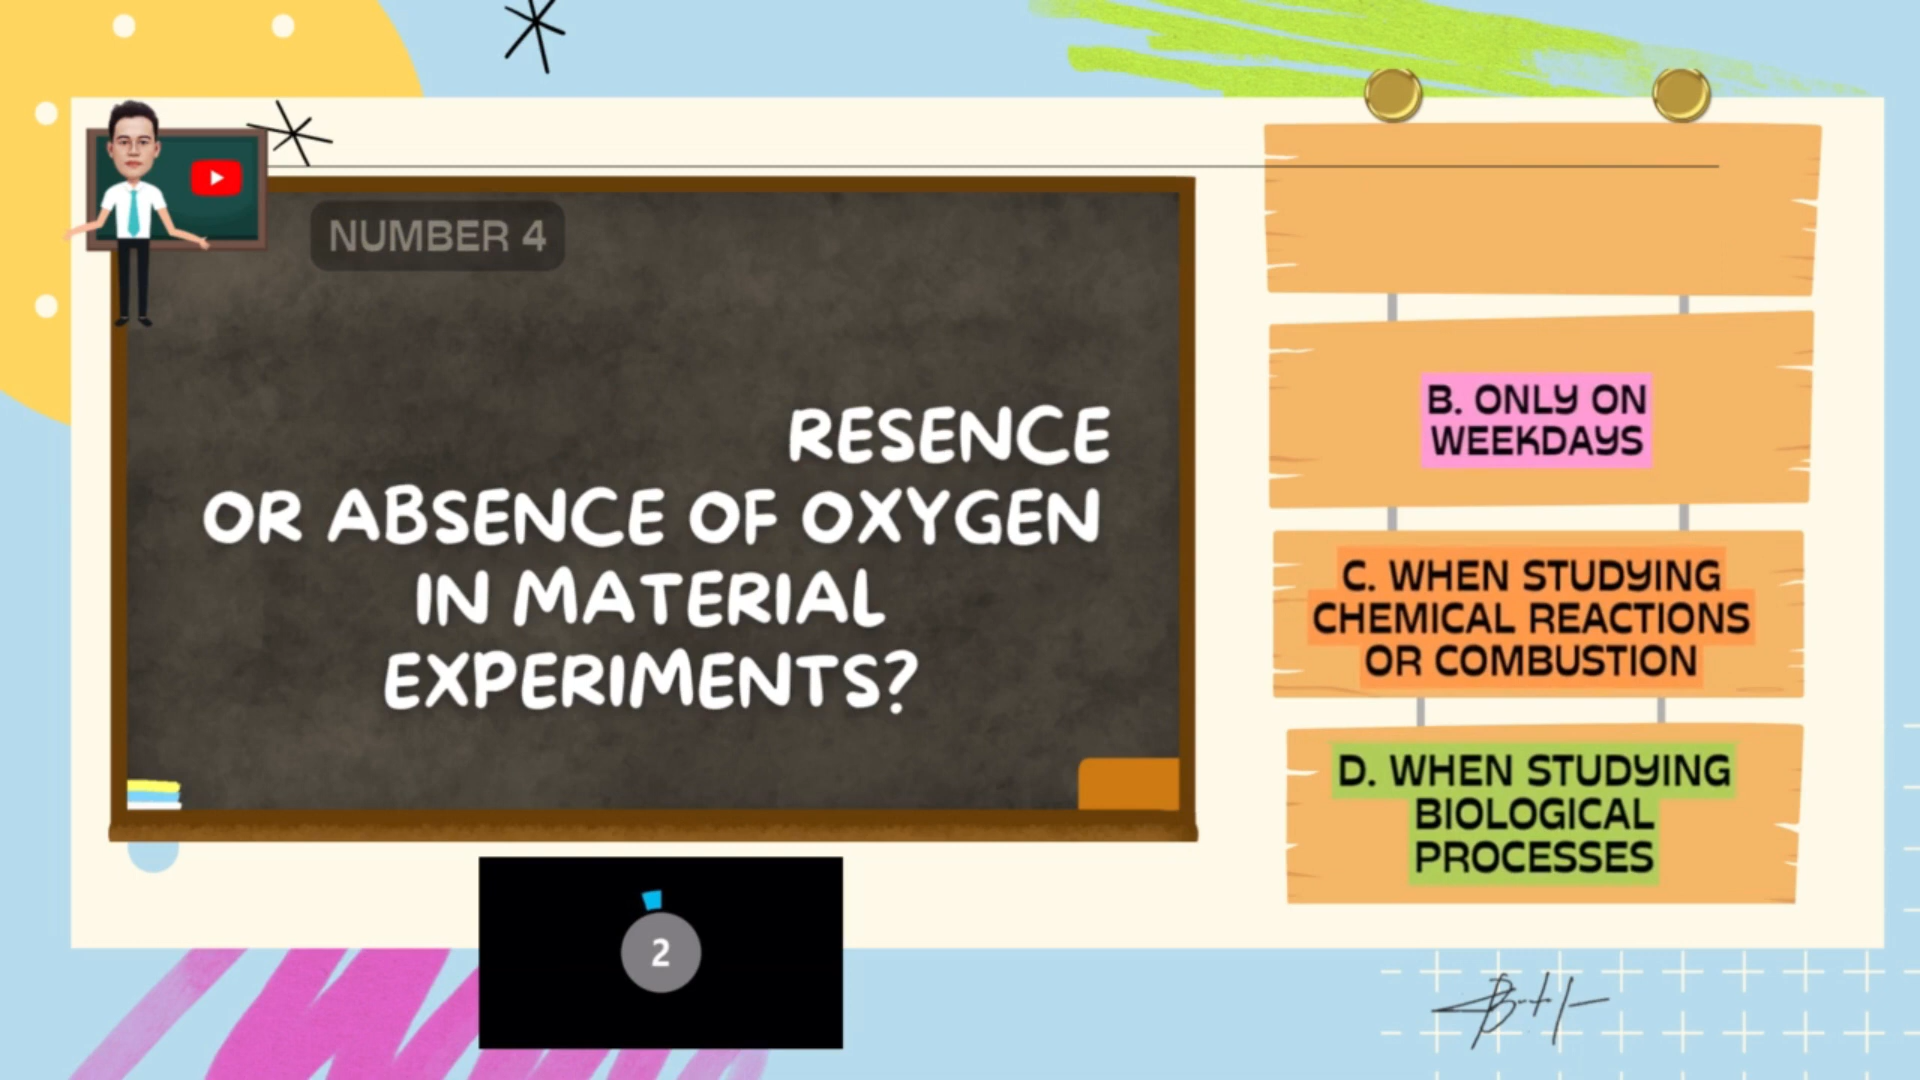 NUMBER 4
RESENCE
OR ABSENCE OF OXYGEN
IN MATERIAL
EXPERIMENTS?
B. ONLY ON
WEEKDAYS
C. WHEN STUDYING
CHEMICAL REACTIONS
OR COMBUSTION
D. WHEN STUDYING
BIOLOGICAL
PROCESSES
2